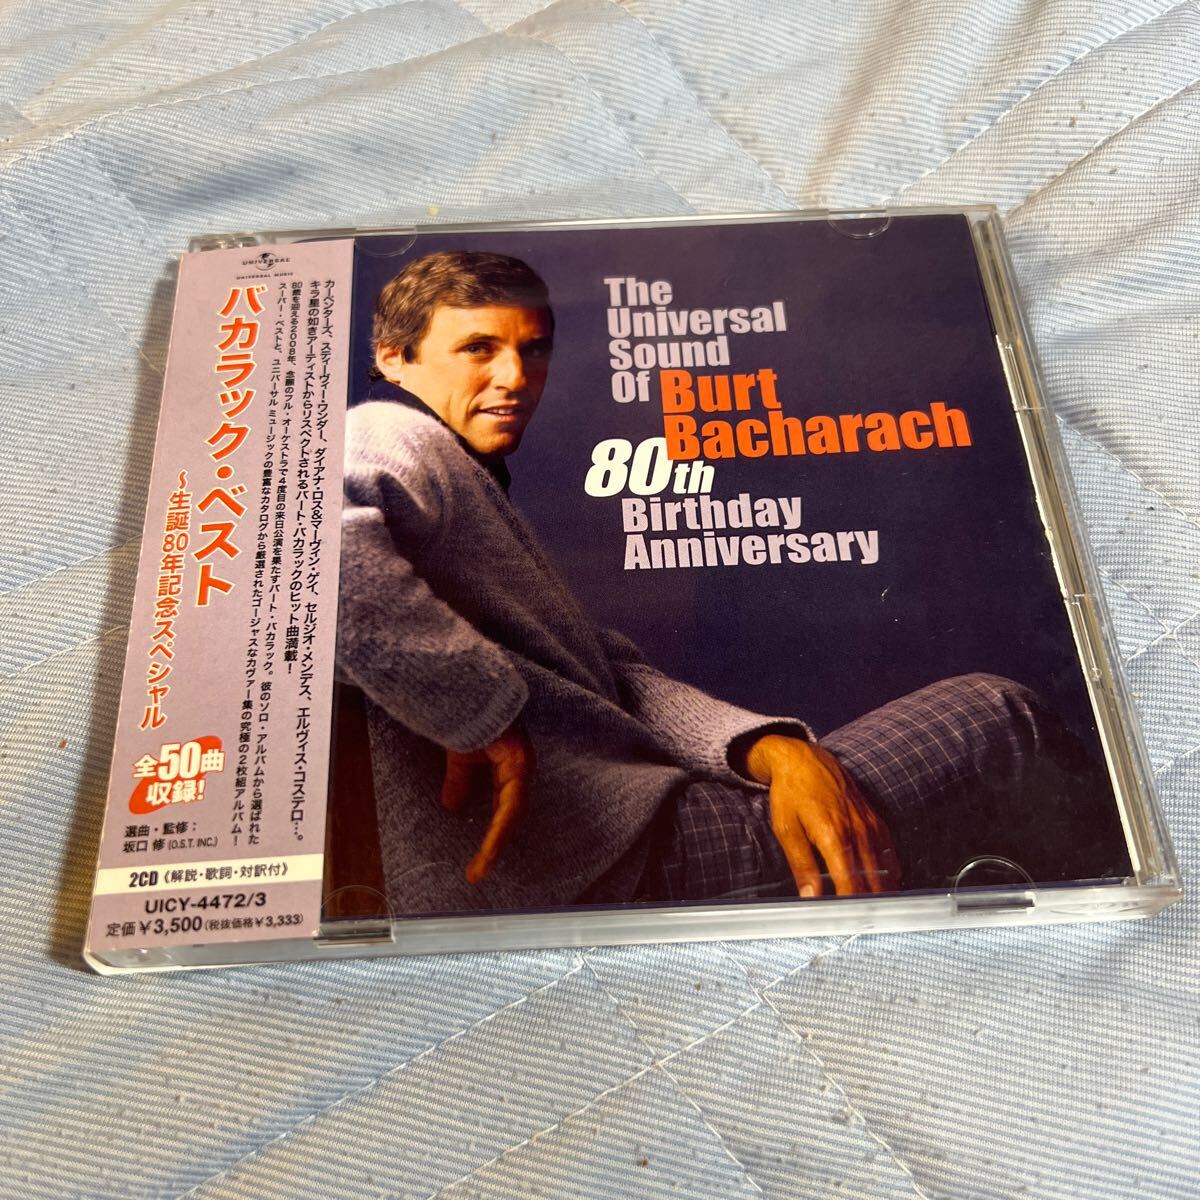 UNIVERSAL
UNIVERSAL MUSIC
バカラック・ベスト
～生誕80年記念スペシャル
カーペンターズ、スティーヴィー・ワンダー、ダイアナ・ロス&マーヴィン・ゲイ、セルジオ・メンデス、エルヴィス・コステロ…。
キラ星の如きアーティストからリスペクトされるバート・バカラックのヒット曲満載！
80歳を迎える2008年、念願のフル・オーケストラで4度目の来日公演を果たすバート・バカラック。彼のソロ・アルバムから選ばれた
スーパー・ベストと、ユニバーサル ミュージックの豊富なカタログから厳選されたゴージャスなカヴァー集の究極の2枚組アルバム！
全50曲
収録!
選曲・監修：
坂口 修(O.S.T. INC.)
2CD《解説・歌詞・対訳付》
UICY-4472/3
定価￥3,500(税抜価格￥3,333)
The
Universal
Sound
Of Burt
Bacharach
80th
Birthday
Anniversary